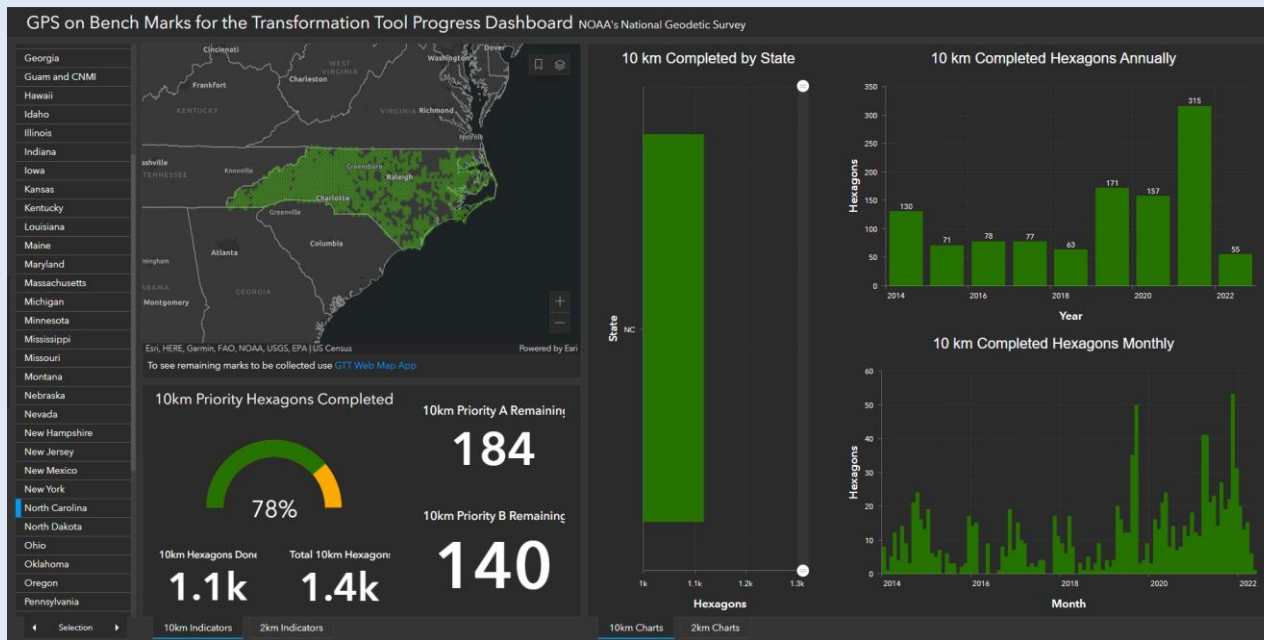 GPS on Bench Marks for the Transformation Tool Progress Dashboard NOAA's National Geodetic Survey
Georgia
Guam and CNMI
Hawaii
Idaho
Illinois
Indiana
Iowa
Kansas
Kentucky
Louisiana
Maine
Maryland
Massachusetts
Michigan
Minnesota
Mississippi
Missouri
Montana
Nebraska
Nevada
New Hampshire
New Jersey
New Mexico
New York
North Carolina
North Dakota
Ohio
Oklahoma
Oregon
Pennsylvania
Selection
Cincinnati
WEST
VIRGINIA
Washington
Dover
Frankfort
Charleston
KENTUCKY
VIRGINIA Richmond
Norfolk
ashville
TENNESSEE
Knoxville
Greensboro
Raleigh
Charlotte
Greenville
Columbia
Atlanta
mingham
ABAMA
GEORGIA
Montgomery
+
−
Esri, HERE, Garmin, FAO, NOAA, USGS, EPA | US Census
Powered by Esri
To see remaining marks to be collected use GTT Web Map App
10km Priority Hexagons Completed
78%
10km Hexagons Done
1.1k
Total 10km Hexagons
1.4k
10km Priority A Remaining
184
10km Priority B Remaining
140
10km Indicators
2km Indicators
10 km Completed by State
State
NC
1k
1.1k
1.2k
1.3k
Hexagons
10km Charts
2km Charts
10 km Completed Hexagons Annually
Hexagons
350
300
250
200
150
100
50
0
130
71
78
77
63
171
157
315
55
2014
2016
2018
2020
2022
Year
10 km Completed Hexagons Monthly
Hexagons
60
50
40
30
20
10
0
2014
2016
2018
2020
2022
Month